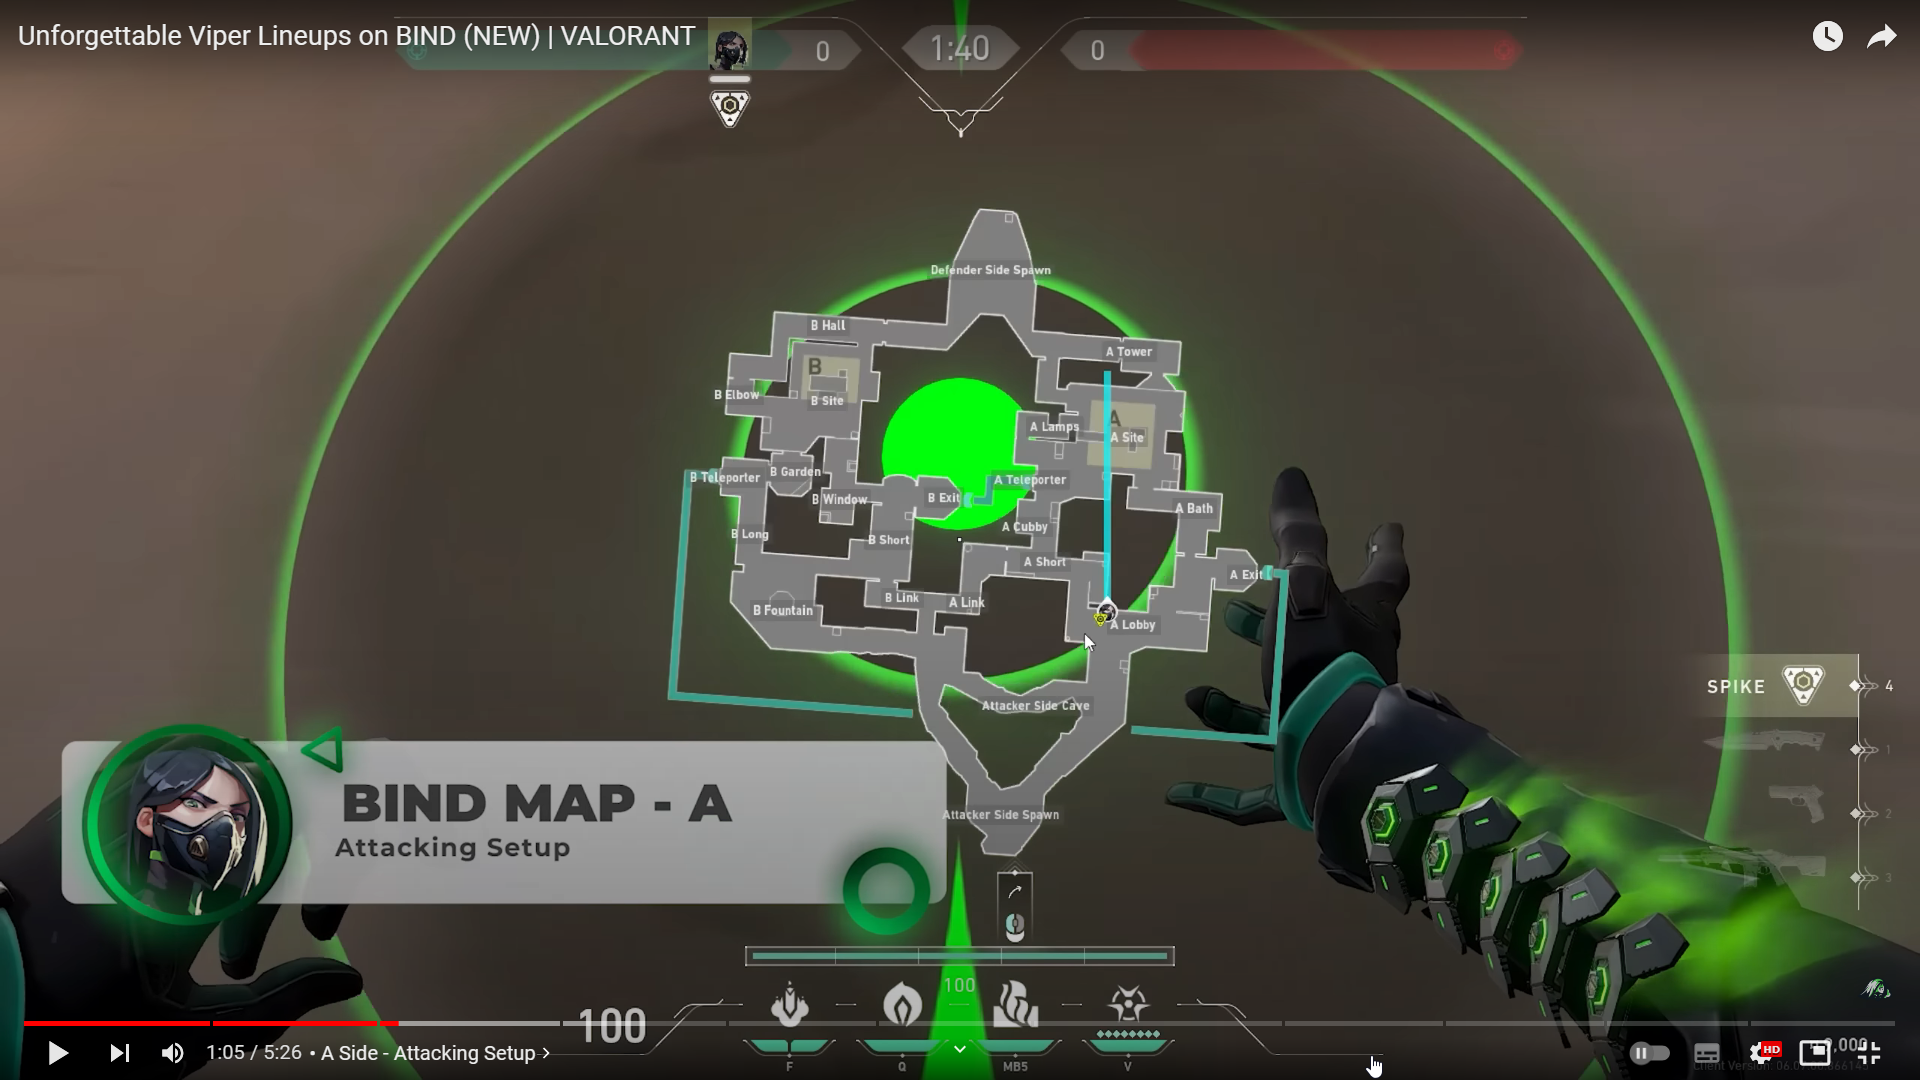 Unforgettable Viper Lineups on BIND (NEW) | VALORANT
0
1:40
0
Defender Side Spawn
B Hall
A Tower
B
B Elbow
B Site
A
A Lamps
A Site
B Garden
B Teleporter
A Teleporter
B Window
B Exit
A Bath
A Cubby
B Long
B Short
A Short
A Exit
B Link
A Link
B Fountain
A Lobby
SPIKE
4
Attacker Side Cave
1
BIND MAP - A
Attacking Setup
Attacker Side Spawn
2
3
100
100
1:05 / 5:26 • A Side - Attacking Setup
HD
F
Q
MB5
V